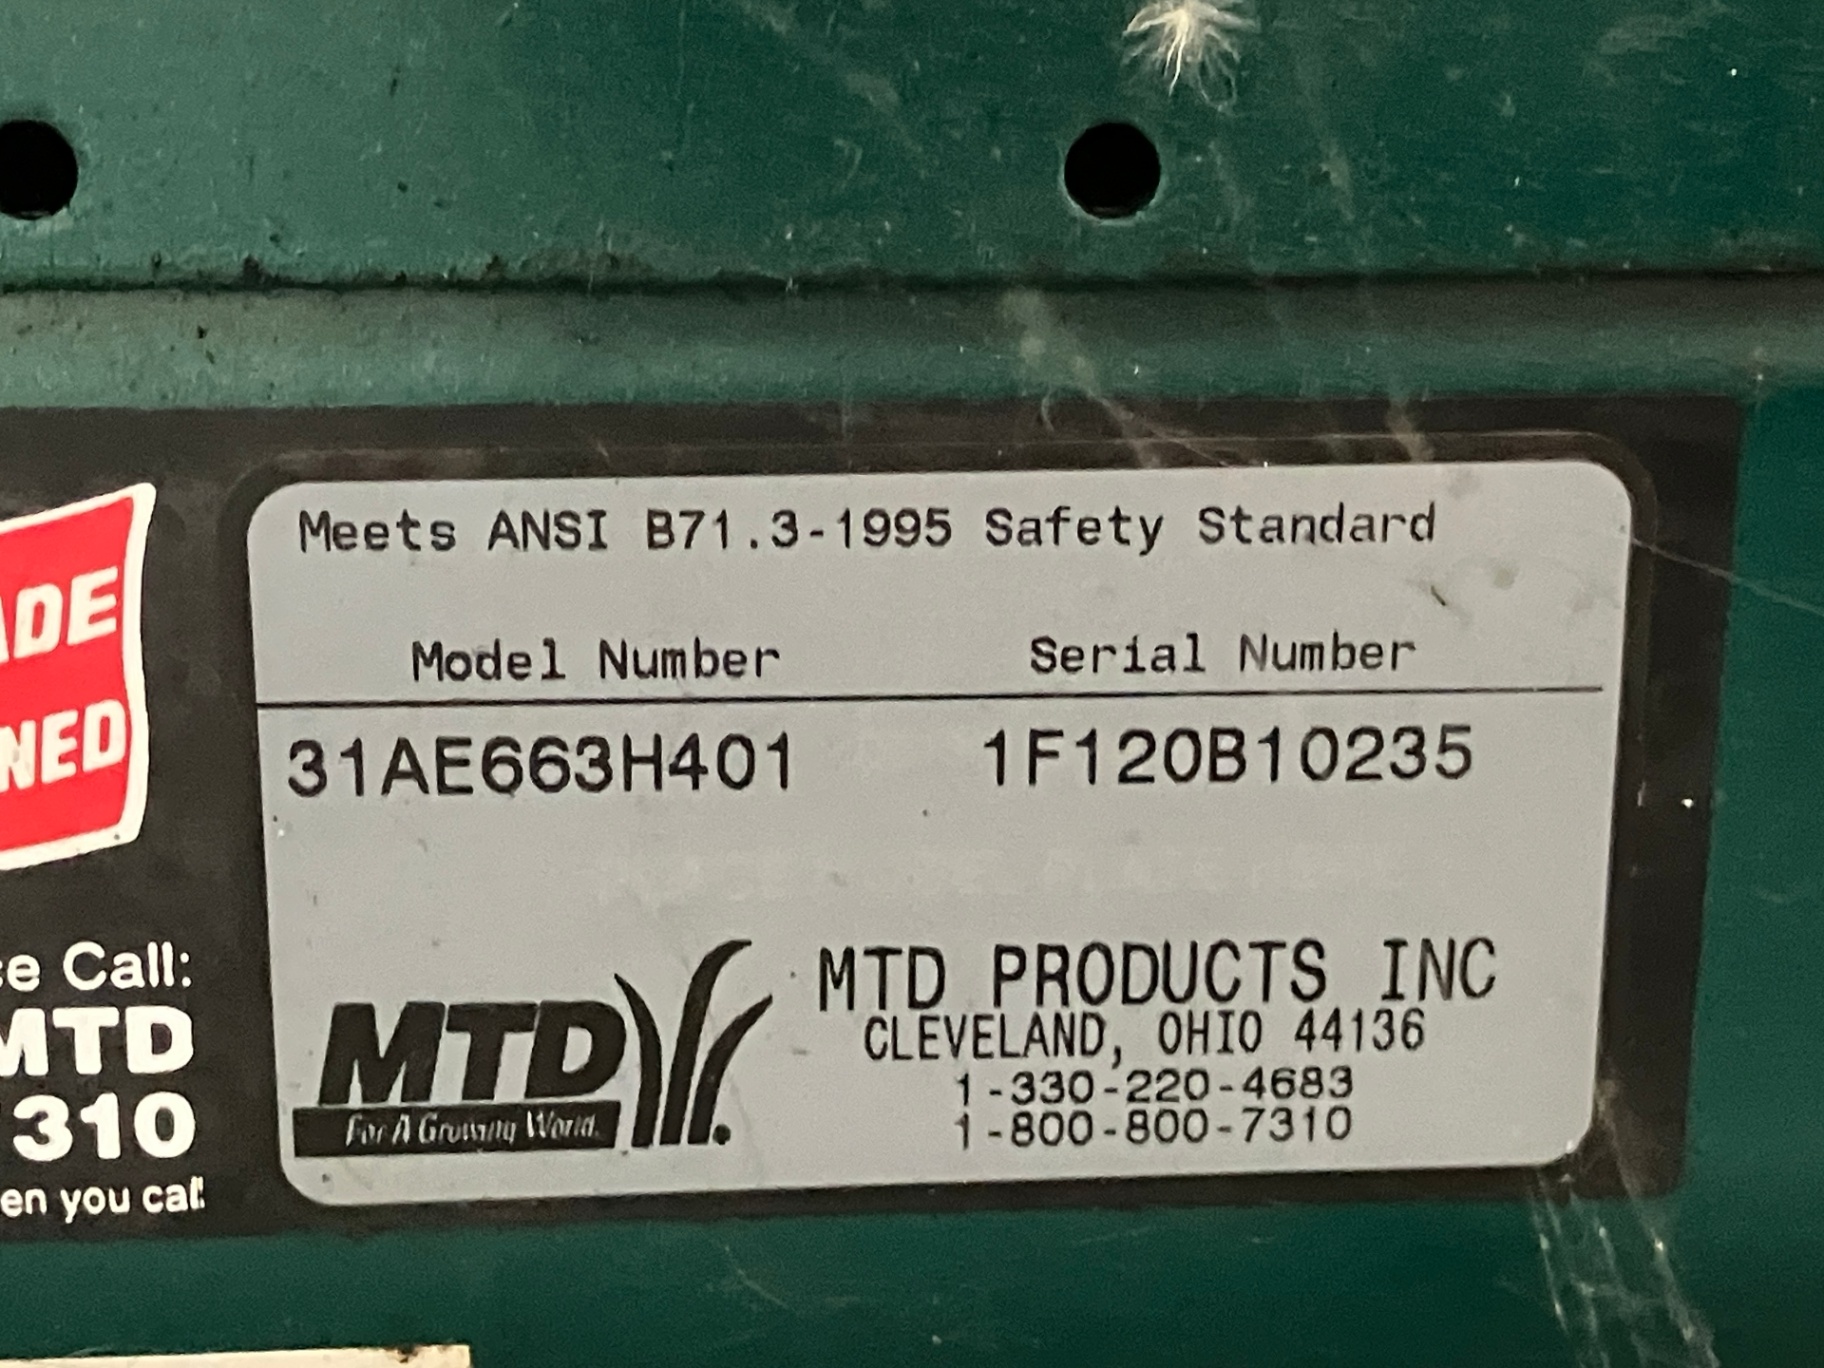 Meets ANSI B71.3-1995 Safety Standard
Model Number Serial Number
31AE663H401 1F120B10235
MTD
For A Growing World.
MTD PRODUCTS INC
CLEVELAND, OHIO 44136
1-330-220-4683
1-800-800-7310
ADE
NED
ce Call:
MTD
7310
en you call